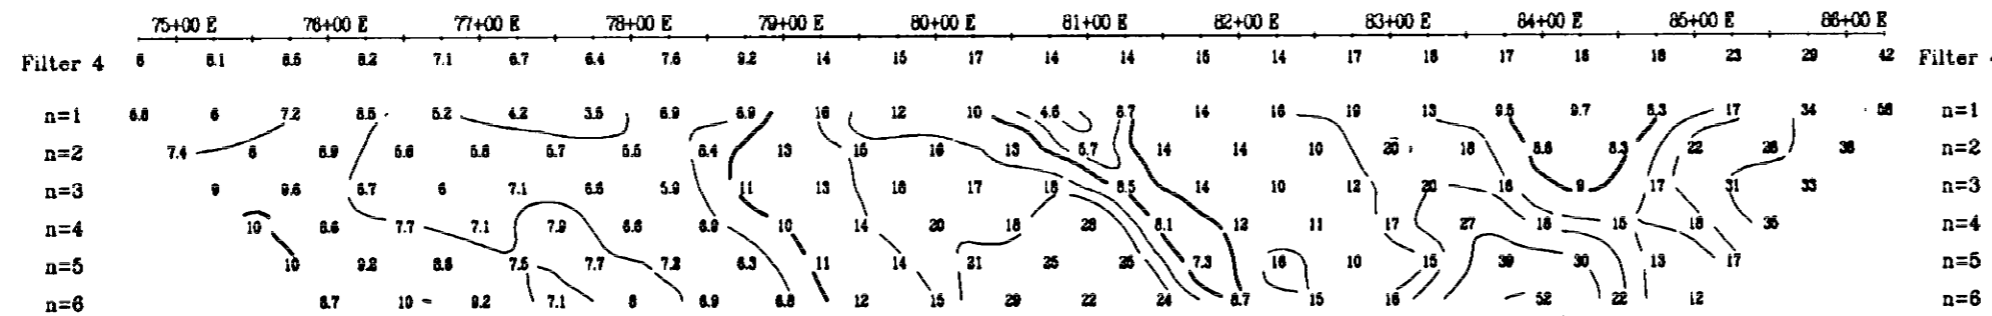 75+00 E 76+00 E 77+00 E 78+00 E 79+00 E 80+00 E 81+00 E 82+00 E 83+00 E 84+00 E 85+00 E 86+00 E
Filter 4 6 8.1 8.5 8.2 7.1 6.7 6.4 7.6 9.2 14 15 17 14 14 15 14 17 18 17 18 18 23 29 42 Filter
n=1 6.8 6 7.2 8.5 5.2 4.2 3.5 6.9 8.9 16 12 10 4.6 8.7 14 16 19 13 9.5 9.7 8.3 17 34 56 n=1
n=2 7.4 8 8.9 5.6 5.8 5.7 5.5 8.4 13 15 16 13 5.7 14 14 10 20 18 8.6 8.3 22 28 38 n=2
n=3 9 9.6 6.7 6 7.1 6.6 5.9 11 13 16 17 18 8.5 14 10 12 20 16 9 17 31 33 n=3
n=4 10 8.6 7.7 7.1 7.9 6.6 8.9 10 14 20 18 28 8.1 12 11 17 27 18 15 18 35 n=4
n=5 10 9.2 8.6 7.5 7.7 7.2 6.3 11 14 21 25 25 7.3 16 10 15 39 30 13 17 n=5
n=6 8.7 10 9.2 7.1 8 8.9 6.8 12 15 29 22 24 8.7 15 16 52 22 12 n=6